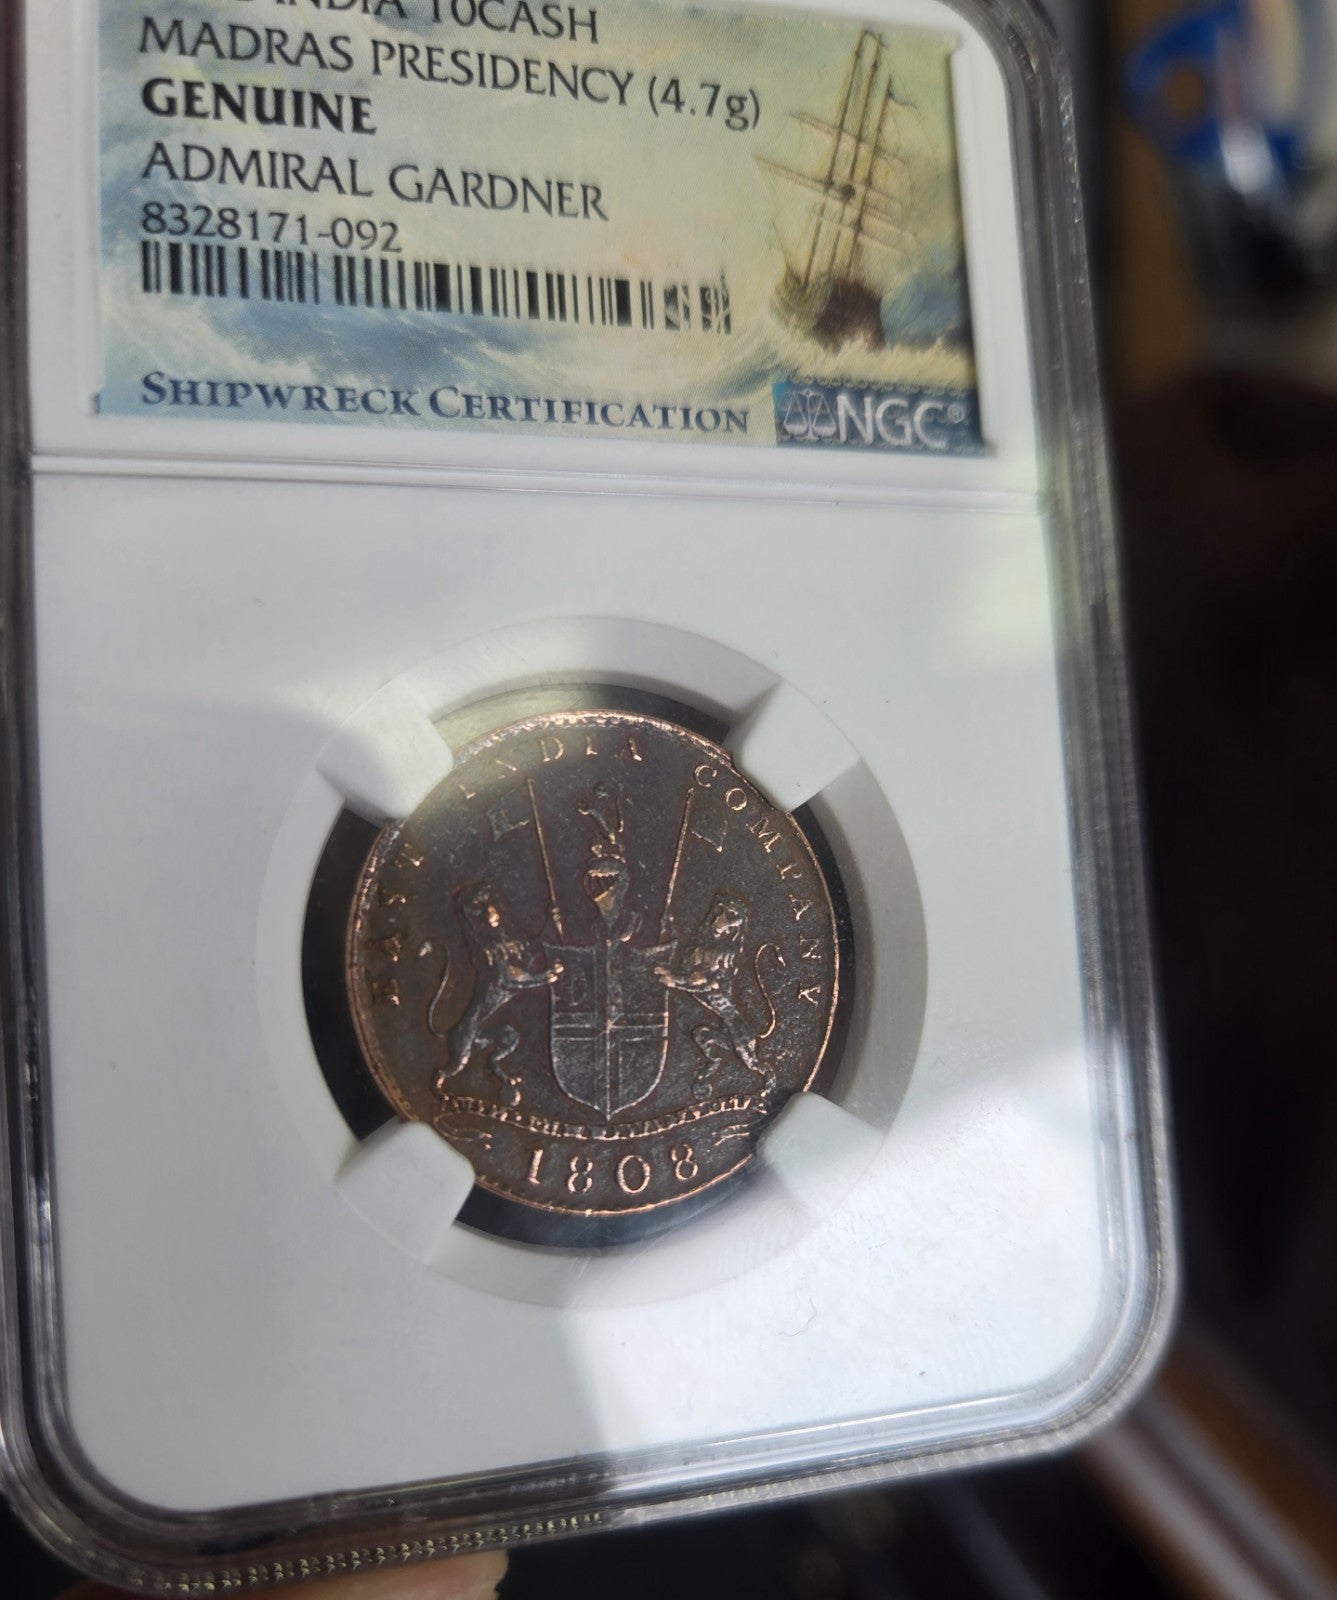 INDIA 10CASH
MADRAS PRESIDENCY (4.7g)
GENUINE
ADMIRAL GARDNER
8328171-092
SHIPWRECK CERTIFICATION
NGC®
EAST INDIA COMPANY
1808